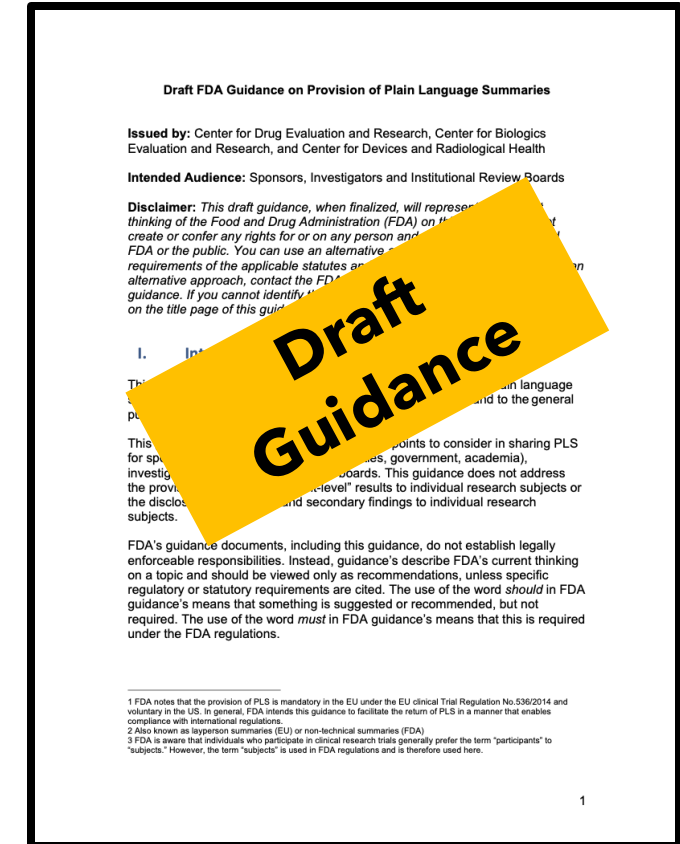 Draft FDA Guidance on Provision of Plain Language Summaries
Issued by: Center for Drug Evaluation and Research, Center for Biologics
Evaluation and Research, and Center for Devices and Radiological Health
Intended Audience: Sponsors, Investigators and Institutional Review Boards
Disclaimer: This draft guidance, when finalized, will
thinking of the Food and Drug Administration (FDA) on
create or confer any rights for or on any person and
FDA or the public. You can use an alternative
requirements of the applicable statutes
alternative approach, contact the FDA
guidance. If you cannot identify
on the title page of this
Draft
Guidance
I.
language
and to the general
This points to consider in sharing PLS
for government, academia),
boards. This guidance does not address
the results to individual research subjects or
the and secondary findings to individual research
subjects.
FDA's guidance documents, including this guidance, do not establish legally
enforceable responsibilities. Instead, guidance's describe FDA's current thinking
on a topic and should be viewed only as recommendations, unless specific
regulatory or statutory requirements are cited. The use of the word should in FDA
guidance's means that something is suggested or recommended, but not
required. The use of the word must in FDA guidance's means that this is required
under the FDA regulations.
1 FDA notes that the provision of PLS is mandatory in the EU under the EU clinical Trial Regulation No.536/2014 and
voluntary in the US. In general, FDA intends this guidance to facilitate the return of PLS in a manner that enables
compliance with international regulations.
2 Also known as layperson summaries (EU) or non-technical summaries (FDA)
3 FDA is aware that individuals who participate in clinical research trials generally prefer the term "participants" to
"subjects." However, the term "subjects" is used in FDA regulations and is therefore used here.
1